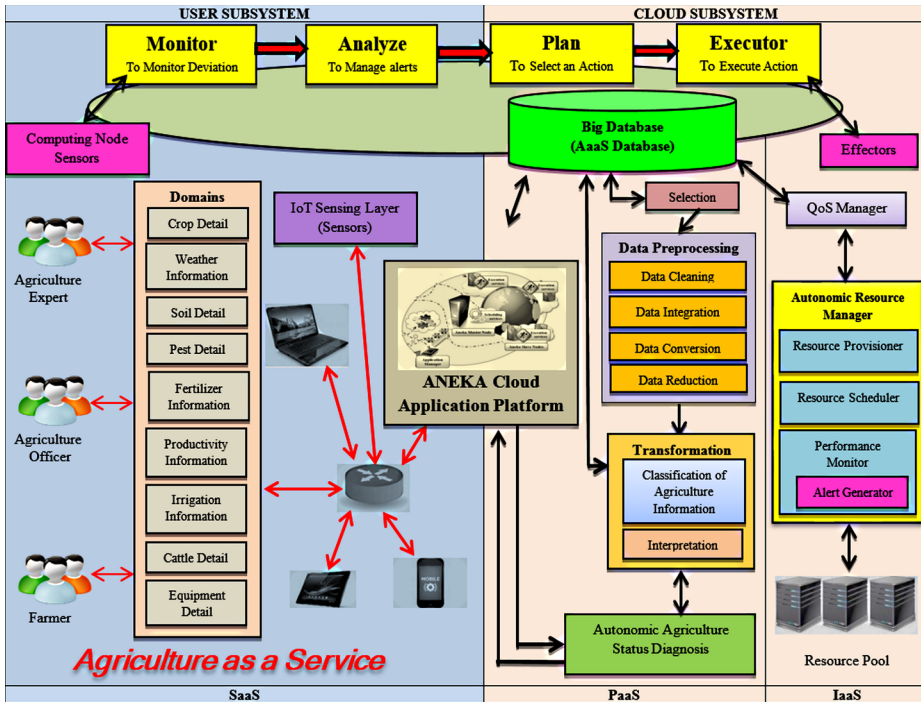 USER SUBSYSTEM
CLOUD SUBSYSTEM
Monitor
To Monitor Deviation
Analyze
To Manage alerts
Plan
To Select an Action
Executor
To Execute Action
Computing Node
Sensors
Big Database
(AaaS Database)
Effectors
Domains
Crop Detail
Weather
Information
Soil Detail
Pest Detail
Fertilizer
Information
Productivity
Information
Irrigation
Information
Cattle Detail
Equipment
Detail
Agriculture
Expert
Agriculture
Officer
Farmer
IoT Sensing Layer
(Sensors)
MOBILE
ANEKA Cloud
Application Platform
Selection
Data Preprocessing
Data Cleaning
Data Integration
Data Conversion
Data Reduction
Transformation
Classification of
Agriculture
Information
Interpretation
Autonomic Agriculture
Status Diagnosis
QoS Manager
Autonomic Resource
Manager
Resource Provisioner
Resource Scheduler
Performance
Monitor
Alert Generator
Resource Pool
Agriculture as a Service
SaaS
PaaS
IaaS